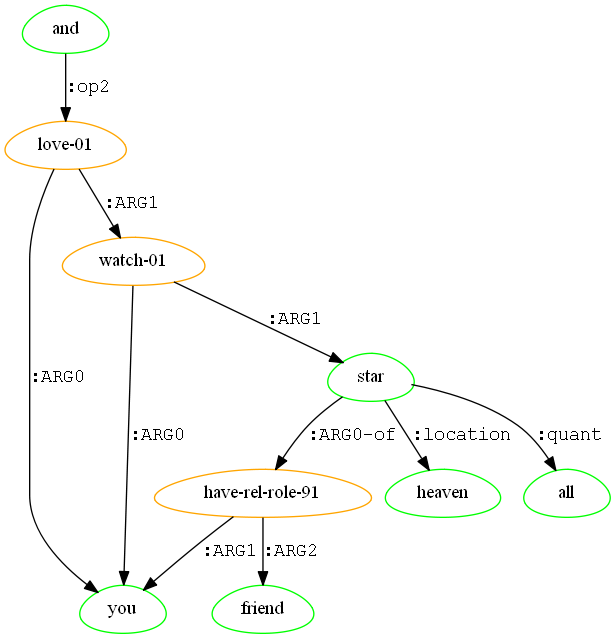 and
:op2
love-01
:ARG1
watch-01
:ARG1
:ARG0
star
:ARG0
:ARG0-of
:location
:quant
have-rel-role-91
heaven
all
:ARG1
:ARG2
you
friend